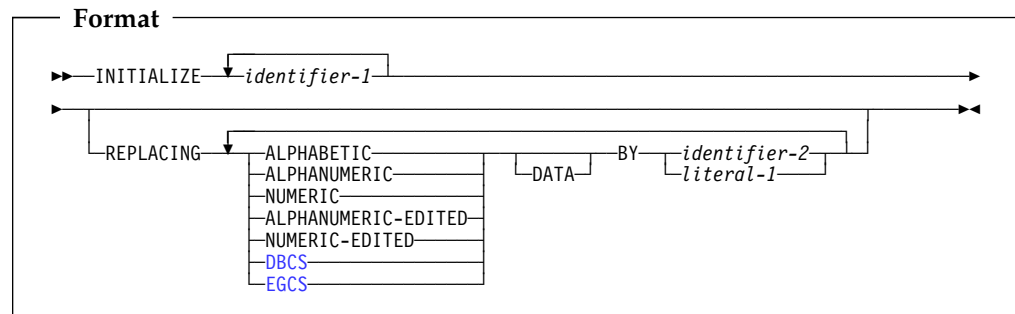 Format
INITIALIZE identifier-1
REPLACING ALPHABETIC DATA BY identifier-2
ALPHANUMERIC literal-1
NUMERIC
ALPHANUMERIC-EDITED
NUMERIC-EDITED
DBCS
EGCS